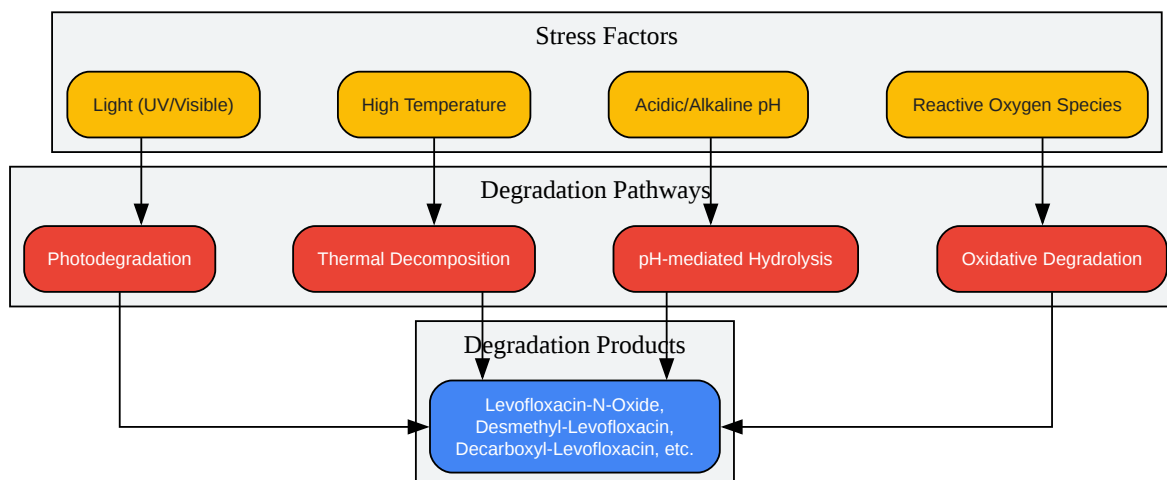 Stress Factors
Light (UV/Visible)
High Temperature
Acidic/Alkaline pH
Reactive Oxygen Species
Degradation Pathways
Photodegradation
Thermal Decomposition
pH-mediated Hydrolysis
Oxidative Degradation
Degradation Products
Levofloxacin-N-Oxide,
Desmethyl-Levofloxacin,
Decarboxyl-Levofloxacin, etc.